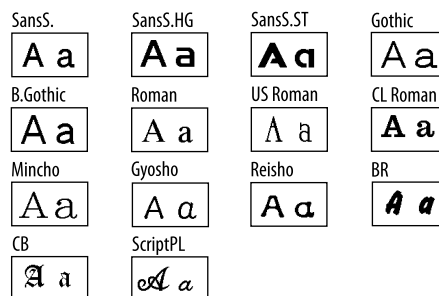 SansS. SansS.HG SansS.ST Gothic
A a A a A a A a
B.Gothic Roman US Roman CL Roman
A a A a A a A a
Mincho Gyosho Reisho BR
A a A a A a A a
CB ScriptPL
A a A a